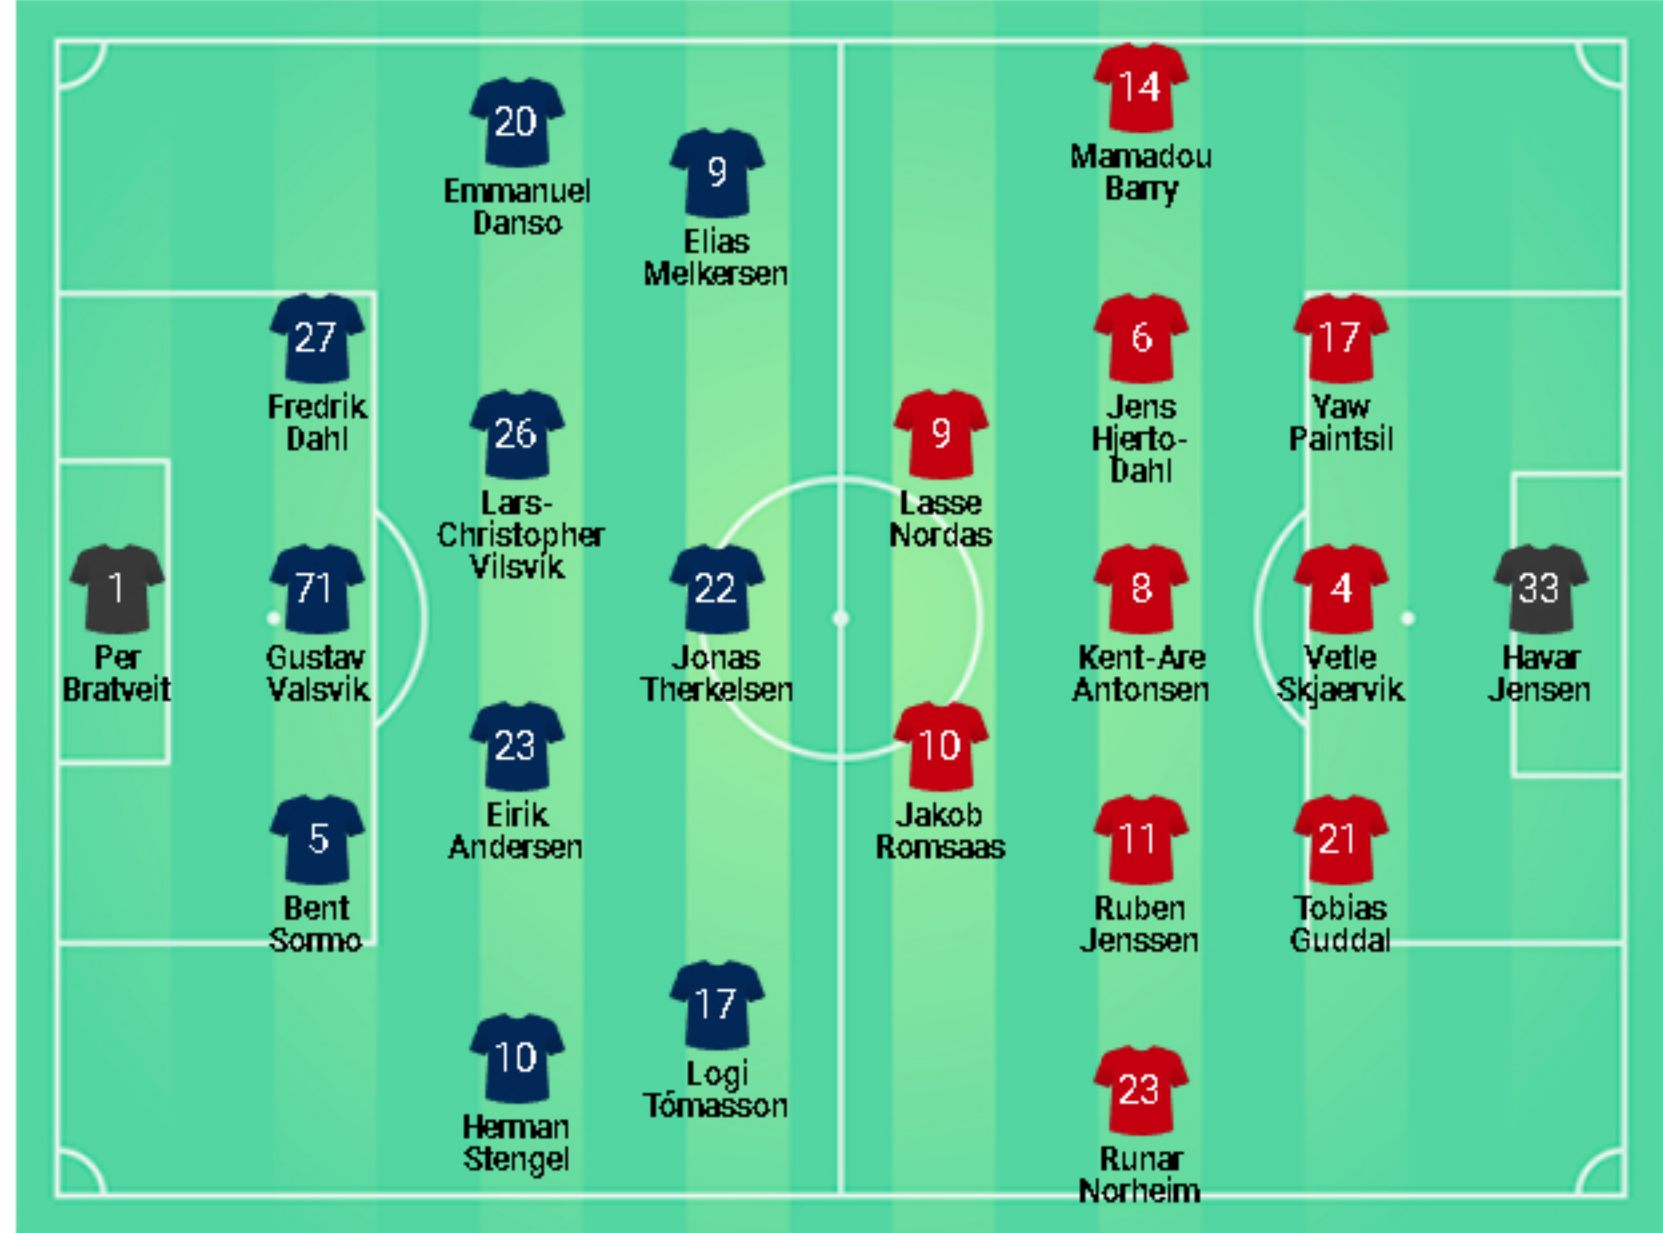 1
Per
Bratveit
27
Fredrik
Dahl
71
Gustav
Valsvik
5
Bent
Sormo
20
Emmanuel
Danso
26
Lars-
Christopher
Vilsvik
23
Eirik
Andersen
10
Herman
Stengel
9
Elias
Melkersen
22
Jonas
Therkelsen
17
Logi
Tómasson
9
Lasse
Nordas
10
Jakob
Romsaas
14
Mamadou
Barry
6
Jens
Hjerto-
Dahl
8
Kent-Are
Antonsen
11
Ruben
Jenssen
23
Runar
Norheim
17
Yaw
Paintsil
4
Vetle
Skjaervik
21
Tobias
Guddal
33
Havar
Jensen